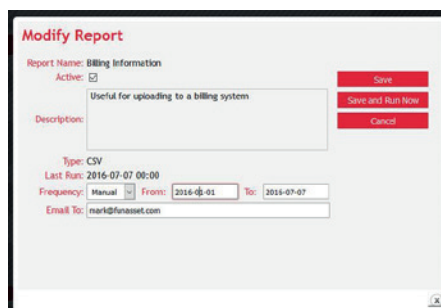 Modify Report
Report Name: Billing Information
Active:
Save
Useful for uploading to a billing system
Save and Run Now
Description:
Cancel
Type: CSV
Last Run: 2016-07-07 00:00
Frequency: Manual From: 2016-01-01 To: 2016-07-07
Email To: mark@funasset.com
x